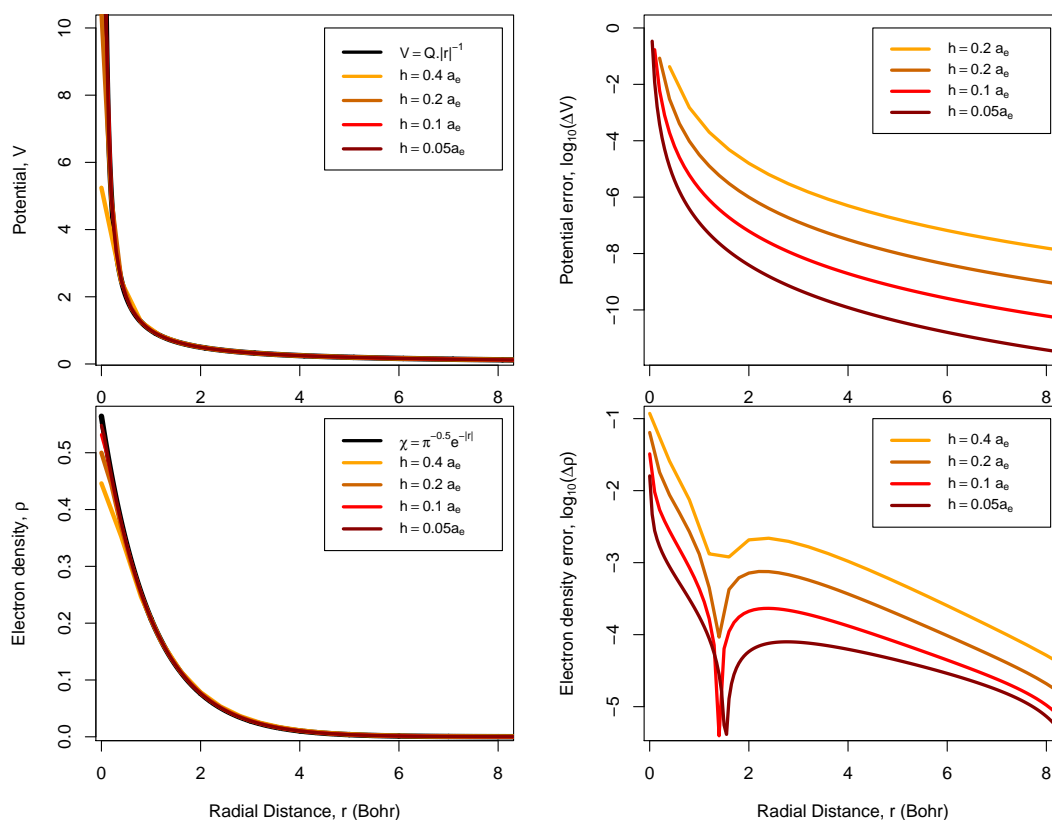 Potential, V
0 2 4 6 8 10
0 2 4 6 8
V = Q.|r|⁻¹
h = 0.4 aₑ
h = 0.2 aₑ
h = 0.1 aₑ
h = 0.05aₑ
Potential error, log₁₀(ΔV)
0 −2 −4 −6 −8 −10
0 2 4 6 8
h = 0.2 aₑ
h = 0.2 aₑ
h = 0.1 aₑ
h = 0.05aₑ
Electron density, ρ
0.0 0.1 0.2 0.3 0.4 0.5
0 2 4 6 8
Radial Distance, r (Bohr)
χ = π⁻⁰·⁵e⁻|r|
h = 0.4 aₑ
h = 0.2 aₑ
h = 0.1 aₑ
h = 0.05aₑ
Electron density error, log₁₀(Δρ)
−1 −2 −3 −4 −5
0 2 4 6 8
Radial Distance, r (Bohr)
h = 0.4 aₑ
h = 0.2 aₑ
h = 0.1 aₑ
h = 0.05aₑ